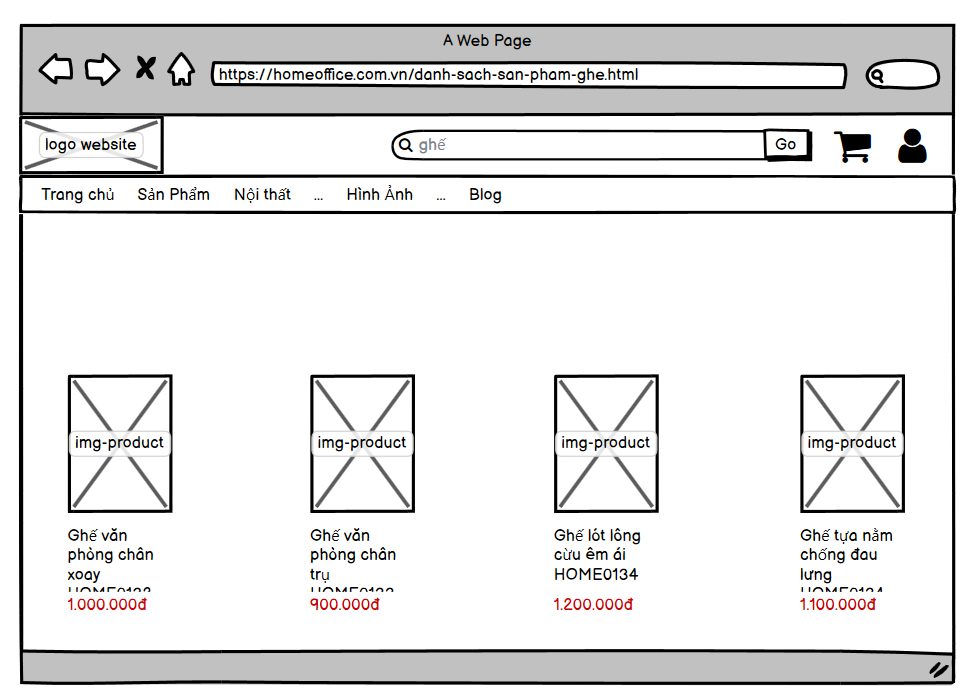 A Web Page
https://homeoffice.com.vn/danh-sach-san-pham-ghe.html
logo website
ghế
Go
Trang chủ Sản Phẩm Nội thất ... Hình Ảnh ... Blog
img-product img-product img-product img-product
Ghế văn
phòng chân
xoay
1.000.000đ
Ghế văn
phòng chân
trụ
900.000đ
Ghế lót lông
cừu êm ái
HOME0134
1.200.000đ
Ghế tựa nằm
chống đau
lưng
1.100.000đ